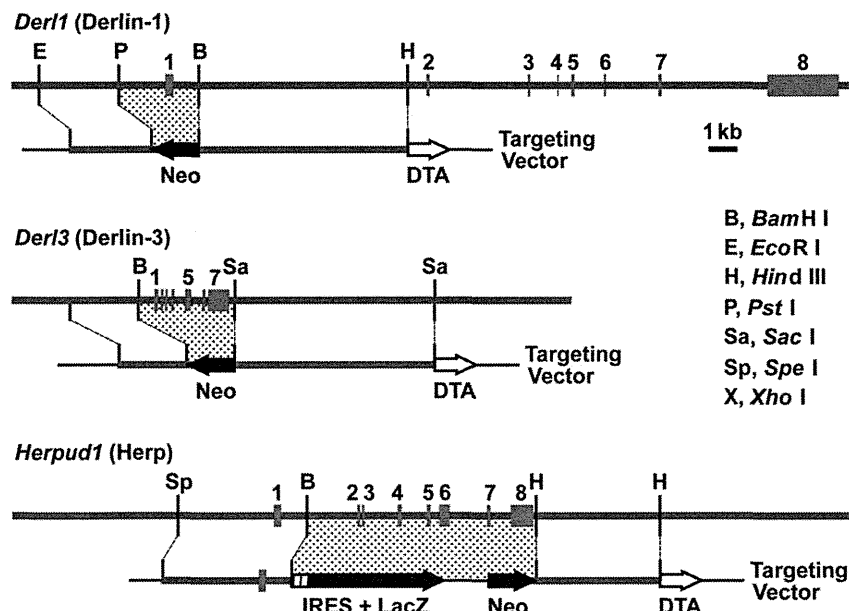 Derl1 (Derlin-1)
E P 1 B H 2 3 4 5 6 7 8
1 kb
Neo DTA Targeting Vector
Derl3 (Derlin-3)
B 1 5 7 Sa Sa
Neo DTA Targeting Vector
B, BamH I
E, EcoR I
H, Hind III
P, Pst I
Sa, Sac I
Sp, Spe I
X, Xho I
Herpud1 (Herp)
Sp 1 B 2 3 4 5 6 7 8 H H
IRES + LacZ Neo DTA Targeting Vector